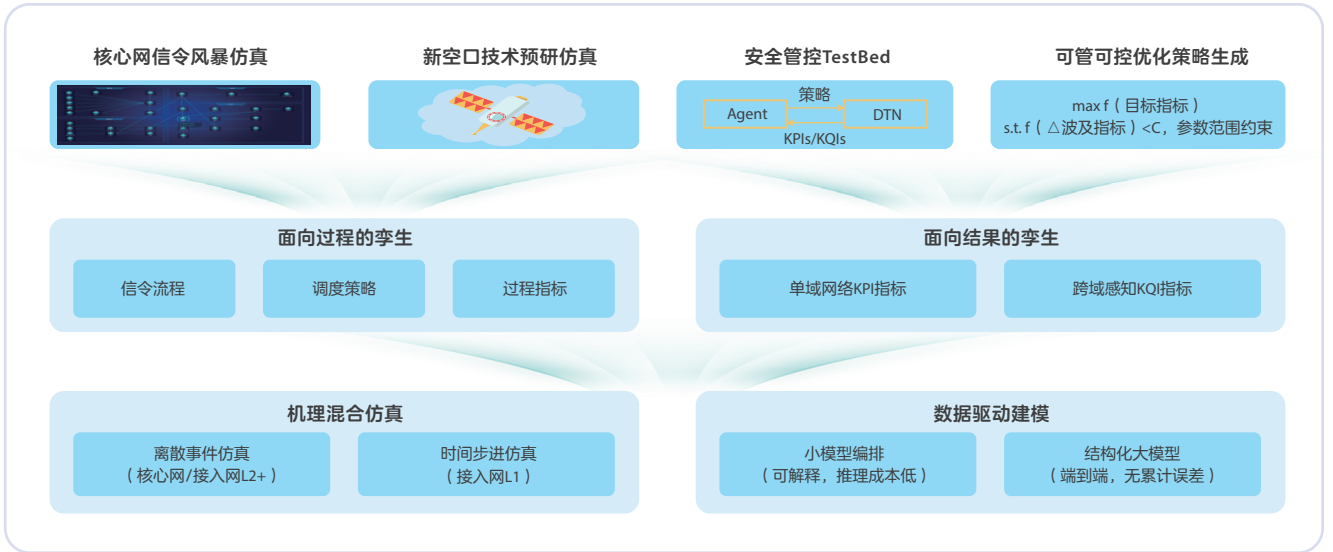 核心网信令风暴仿真
新空口技术预研仿真
安全管控TestBed
可管可控优化策略生成
策略
Agent
DTN
KPIs/KQIs
max f（目标指标）
s.t. f（△波及指标）<C，参数范围约束
面向过程的孪生
信令流程
调度策略
过程指标
面向结果的孪生
单域网络KPI指标
跨域感知KQI指标
机理混合仿真
离散事件仿真
（核心网/接入网L2+）
时间步进仿真
（接入网L1）
数据驱动建模
小模型编排
（可解释，推理成本低）
结构化大模型
（端到端，无累计误差）